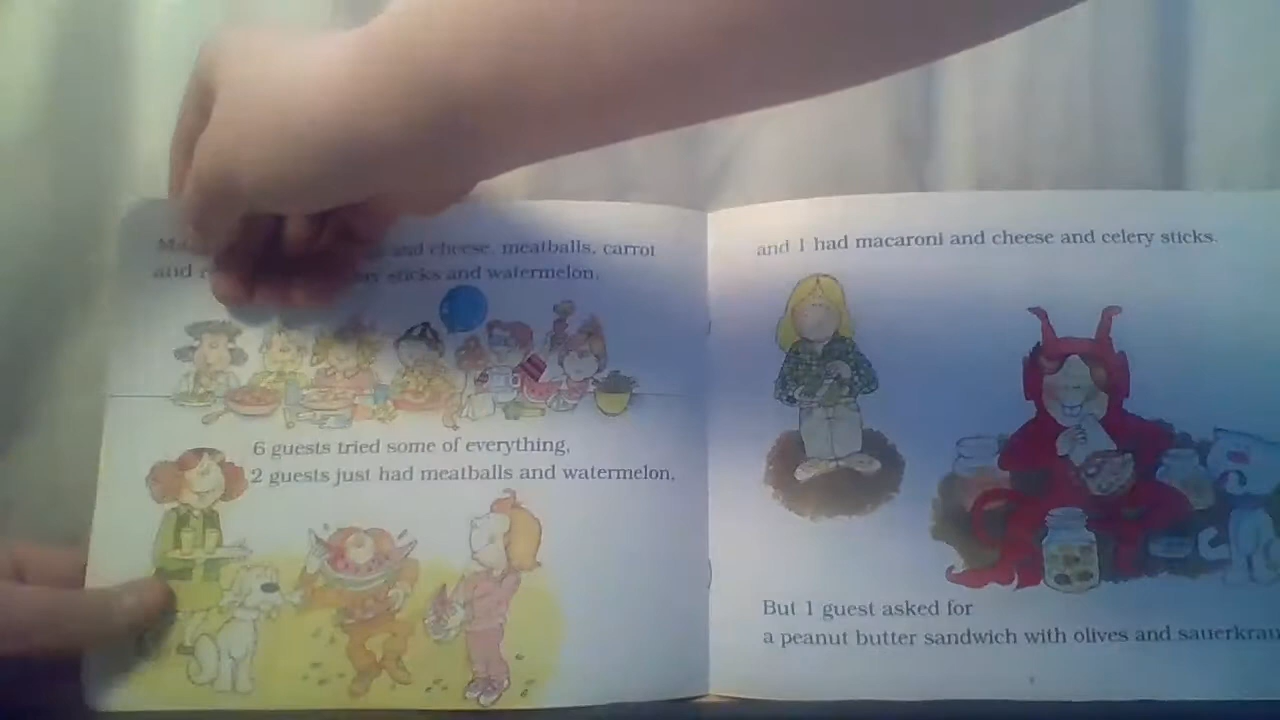 and cheese, meatballs, carrot
and sticks and watermelon.
6 guests tried some of everything,
2 guests just had meatballs and watermelon,
and 1 had macaroni and cheese and celery sticks.
But 1 guest asked for
a peanut butter sandwich with olives and